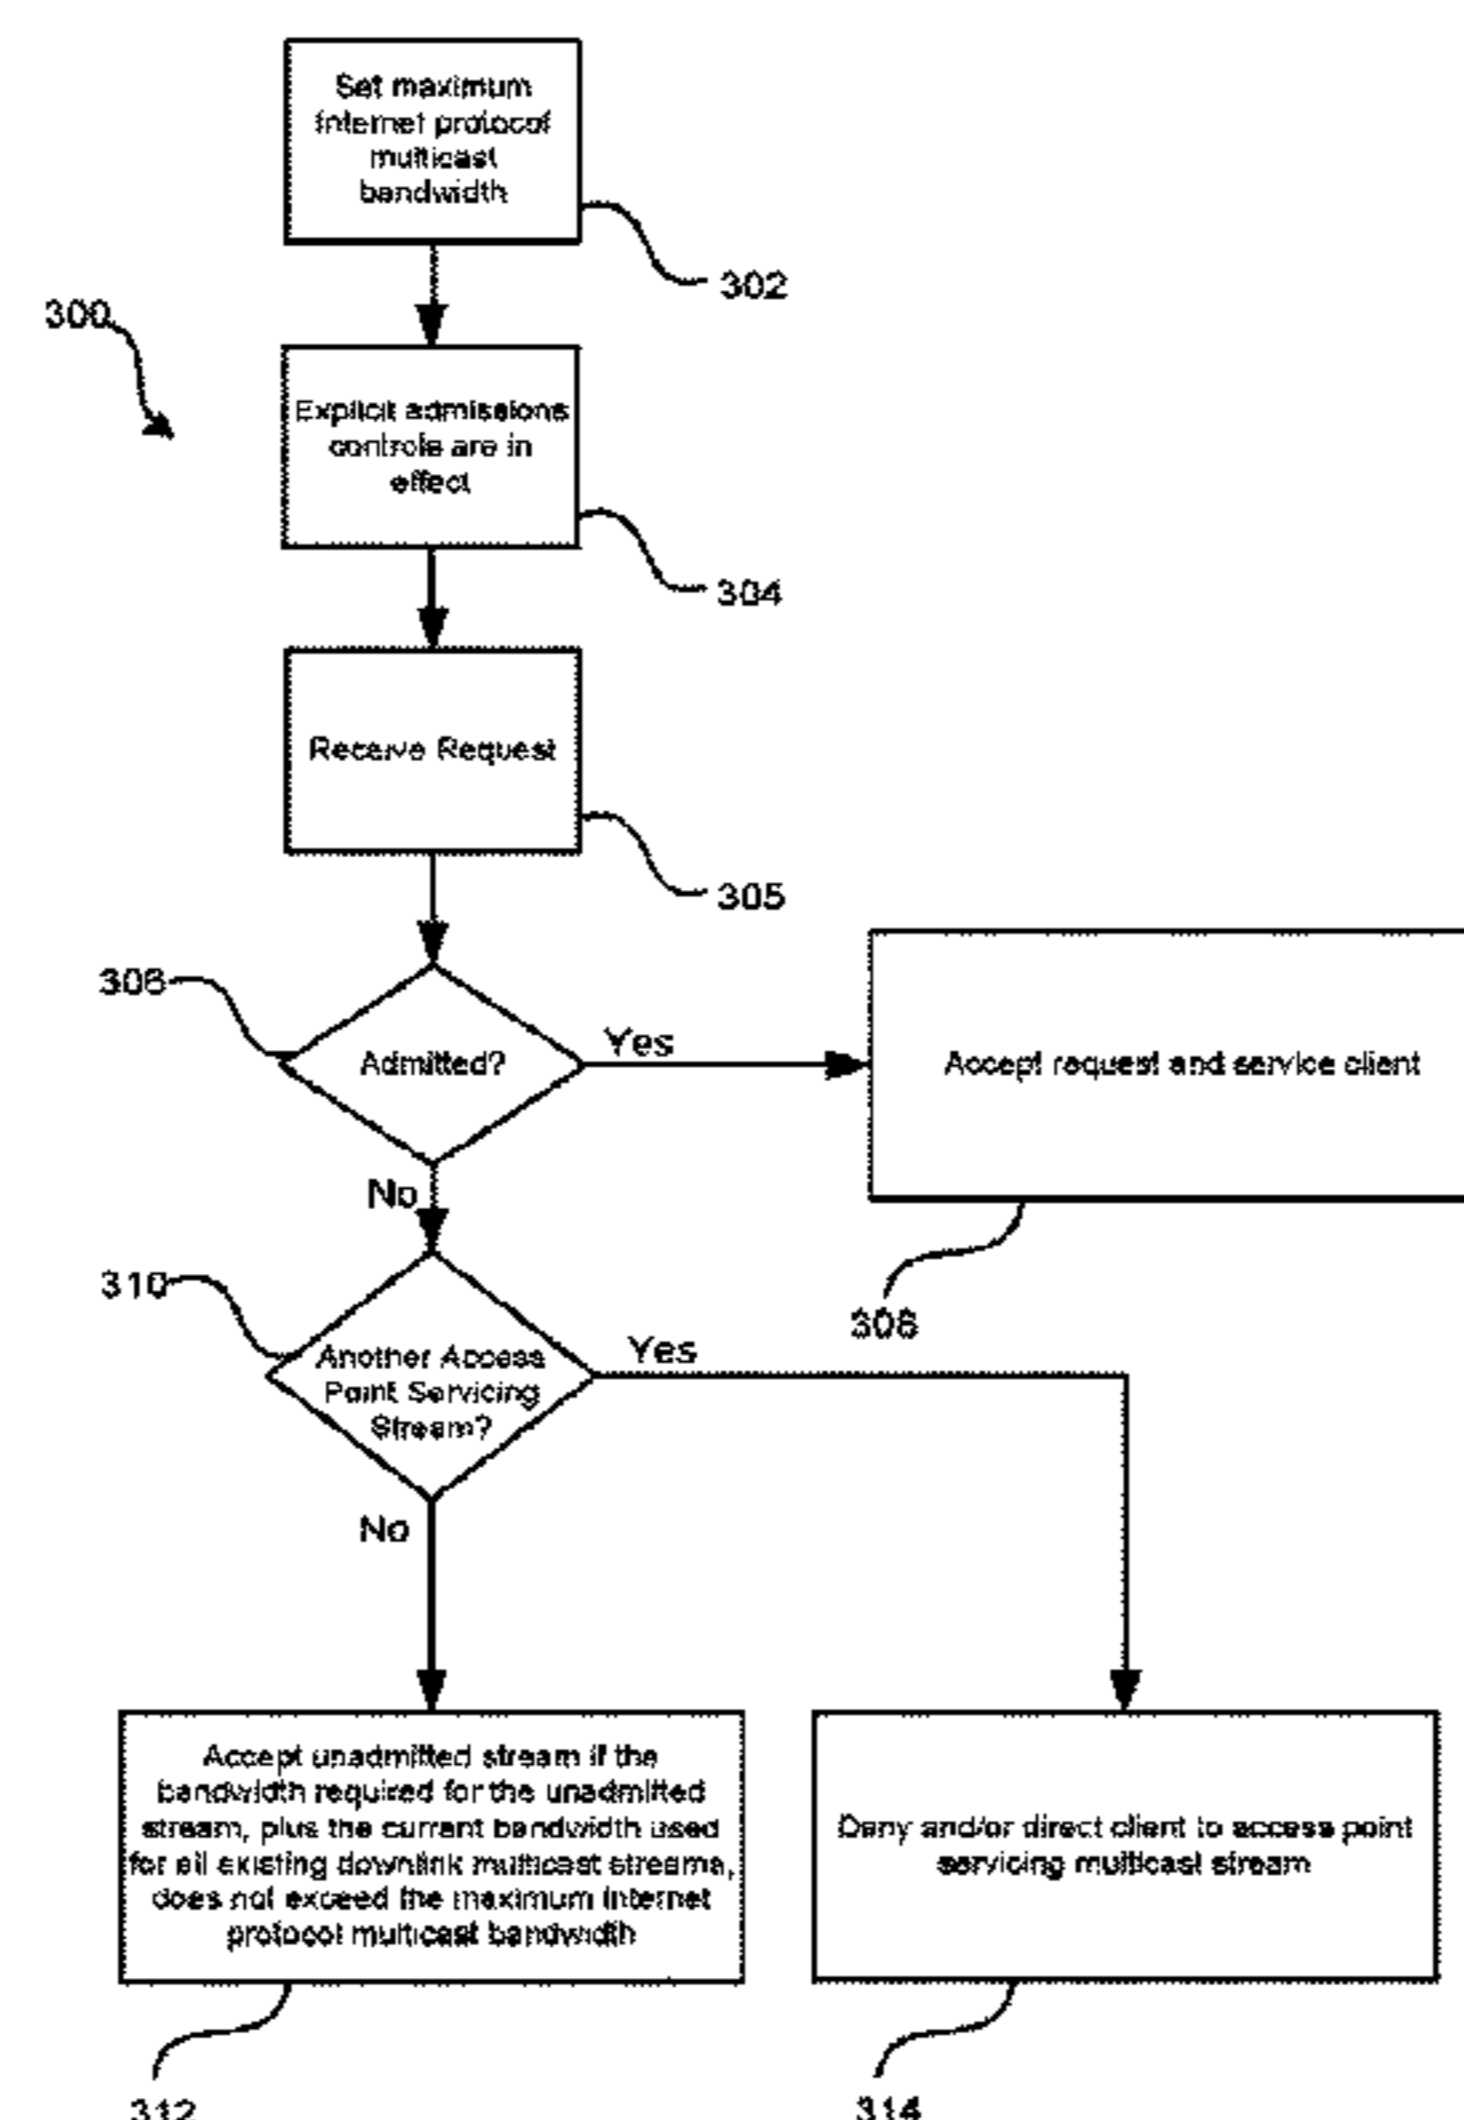 Set maximum
Internet protocol
multicast
bandwidth
302
300
Explicit admissions
controls are in
effect
304
Receive Request
305
306
Admitted?
Yes
Accept request and service client
No
308
310
Another Access
Point Servicing
Stream?
Yes
No
Accept unadmitted stream if the
bandwidth required for the unadmitted
stream, plus the current bandwidth used
for all existing downlink multicast streams,
does not exceed the maximum Internet
protocol multicast bandwidth
Deny and/or direct client to access point
servicing multicast stream
312
314